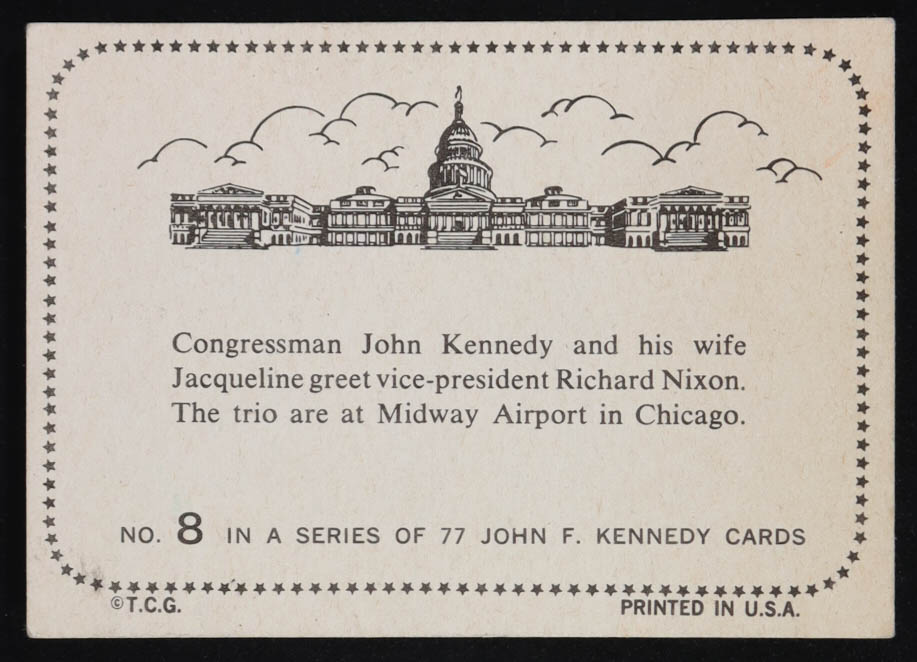 Congressman John Kennedy and his wife
Jacqueline greet vice-president Richard Nixon.
The trio are at Midway Airport in Chicago.
NO. 8 IN A SERIES OF 77 JOHN F. KENNEDY CARDS
©T.C.G.
PRINTED IN U.S.A.